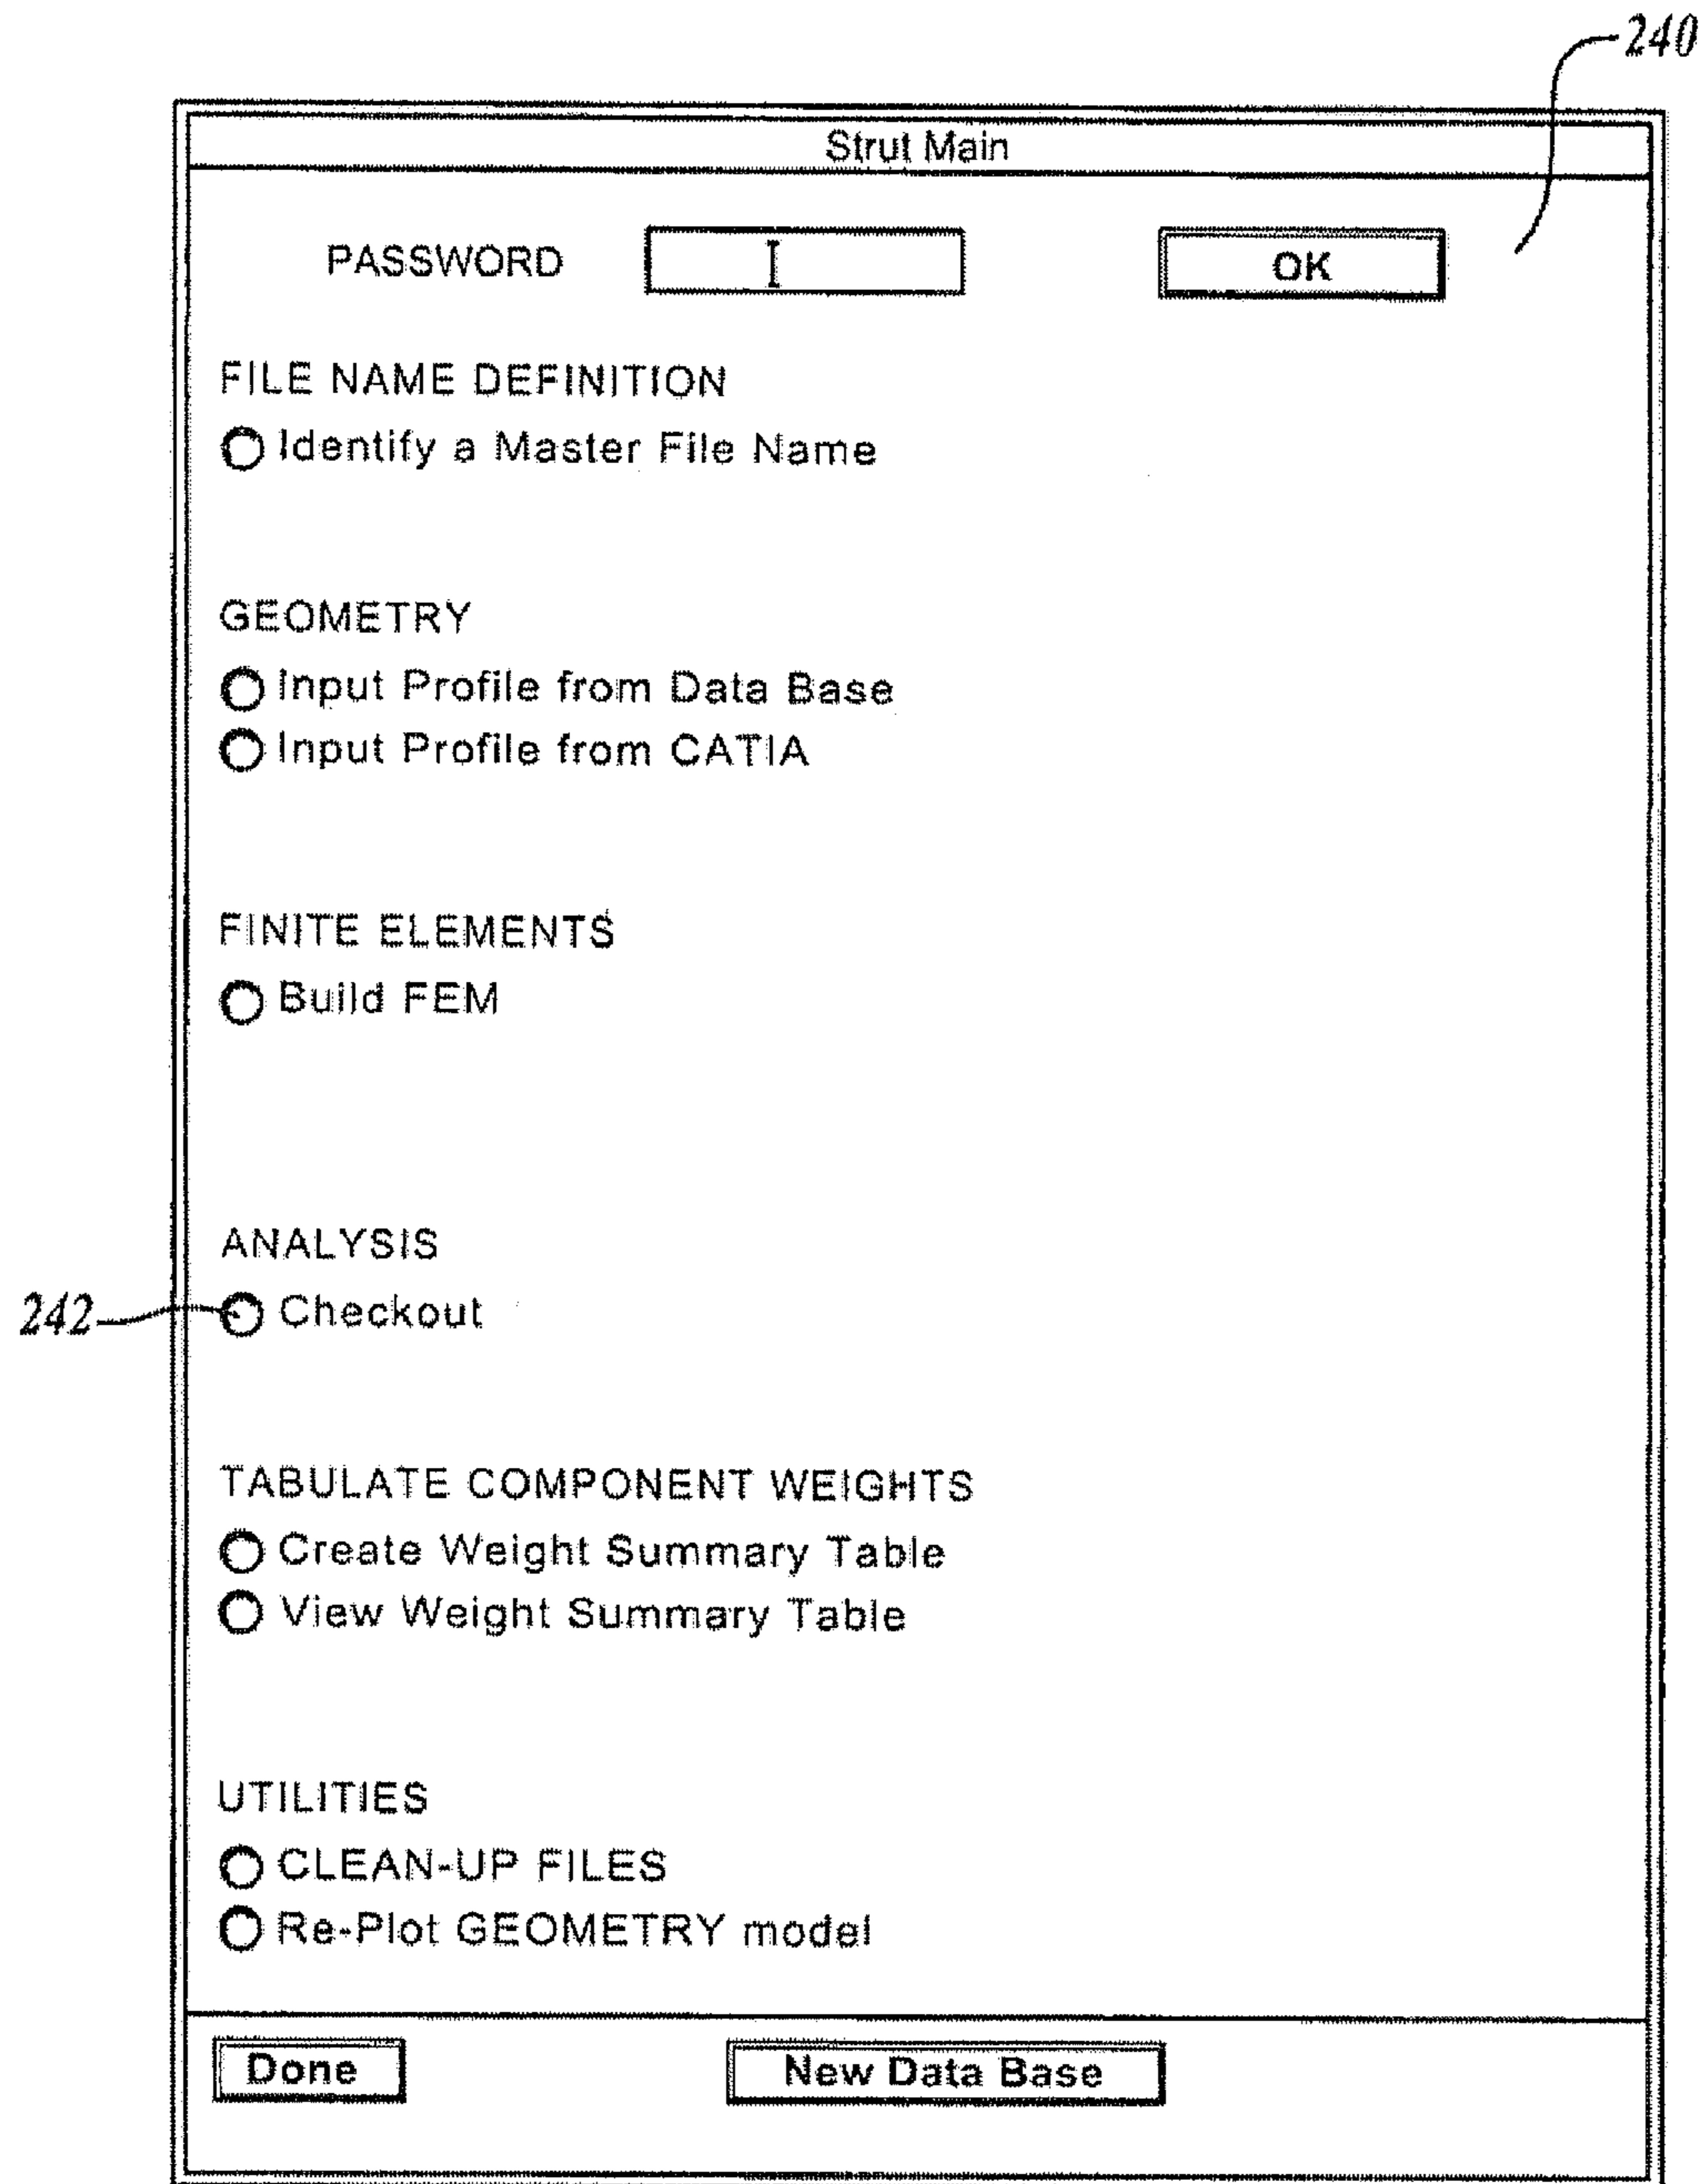 240
Strut Main
PASSWORD OK
FILE NAME DEFINITION
Identify a Master File Name
GEOMETRY
Input Profile from Data Base
Input Profile from CATIA
FINITE ELEMENTS
Build FEM
ANALYSIS
242 Checkout
TABULATE COMPONENT WEIGHTS
Create Weight Summary Table
View Weight Summary Table
UTILITIES
CLEAN-UP FILES
Re-Plot GEOMETRY model
Done New Data Base